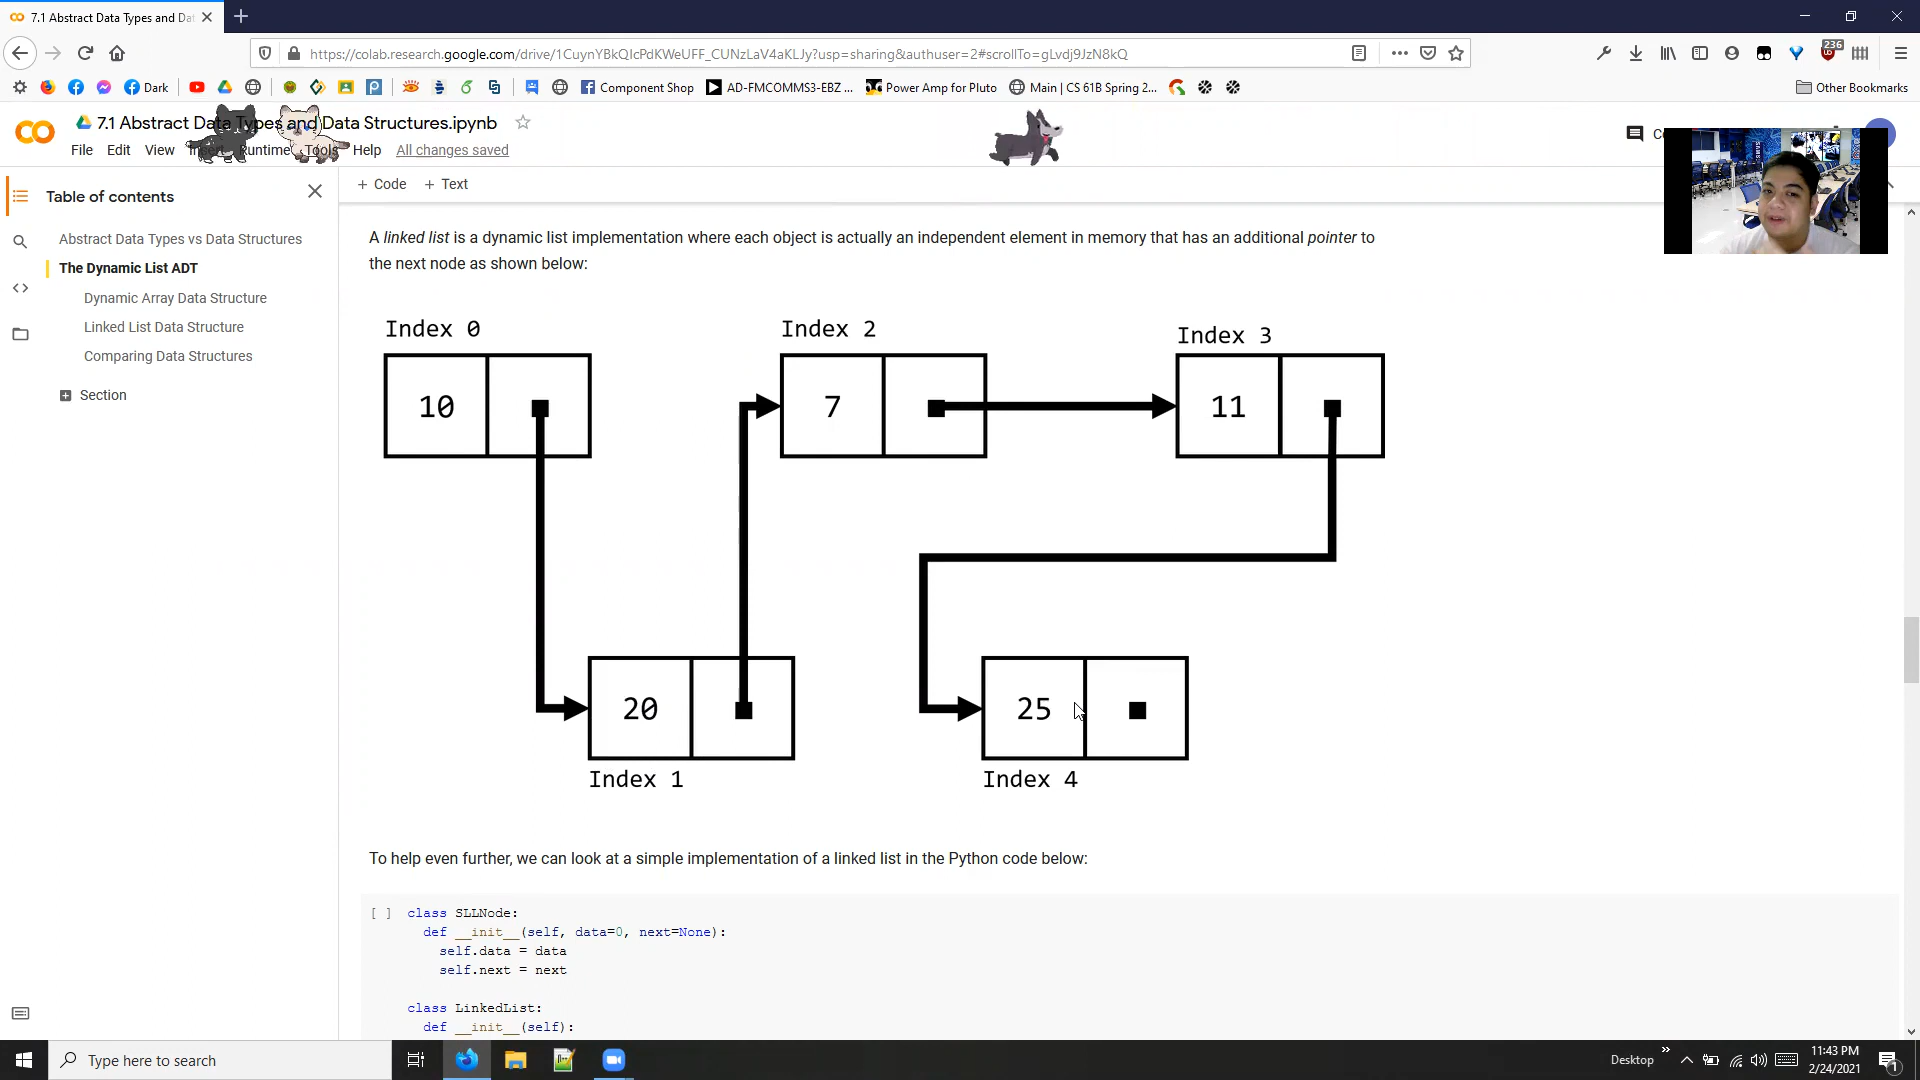 7.1 Abstract Data Types and Dat
https://colab.research.google.com/drive/1CuynYBkQIcPdKWeUFF_CUNzLaV4aKLJy?usp=sharing&authuser=2#scrollTo=gLvdj9JzN8kQ
236
Dark
Component Shop
AD-FMCOMMS3-EBZ ...
Power Amp for Pluto
Main | CS 61B Spring 2...
Other Bookmarks
7.1 Abstract Data Types and Data Structures.ipynb
File Edit View Insert Runtime Tools Help All changes saved
+ Code + Text
Table of contents
Abstract Data Types vs Data Structures
The Dynamic List ADT
Dynamic Array Data Structure
Linked List Data Structure
Comparing Data Structures
Section
A linked list is a dynamic list implementation where each object is actually an independent element in memory that has an additional pointer to
the next node as shown below:
Index 0
Index 2
Index 3
10
7
11
20
25
Index 1
Index 4
To help even further, we can look at a simple implementation of a linked list in the Python code below:
[ ] class SLLNode:
def __init__(self, data=0, next=None):
self.data = data
self.next = next
class LinkedList:
def __init__(self):
Type here to search
Desktop
11:43 PM
2/24/2021
1